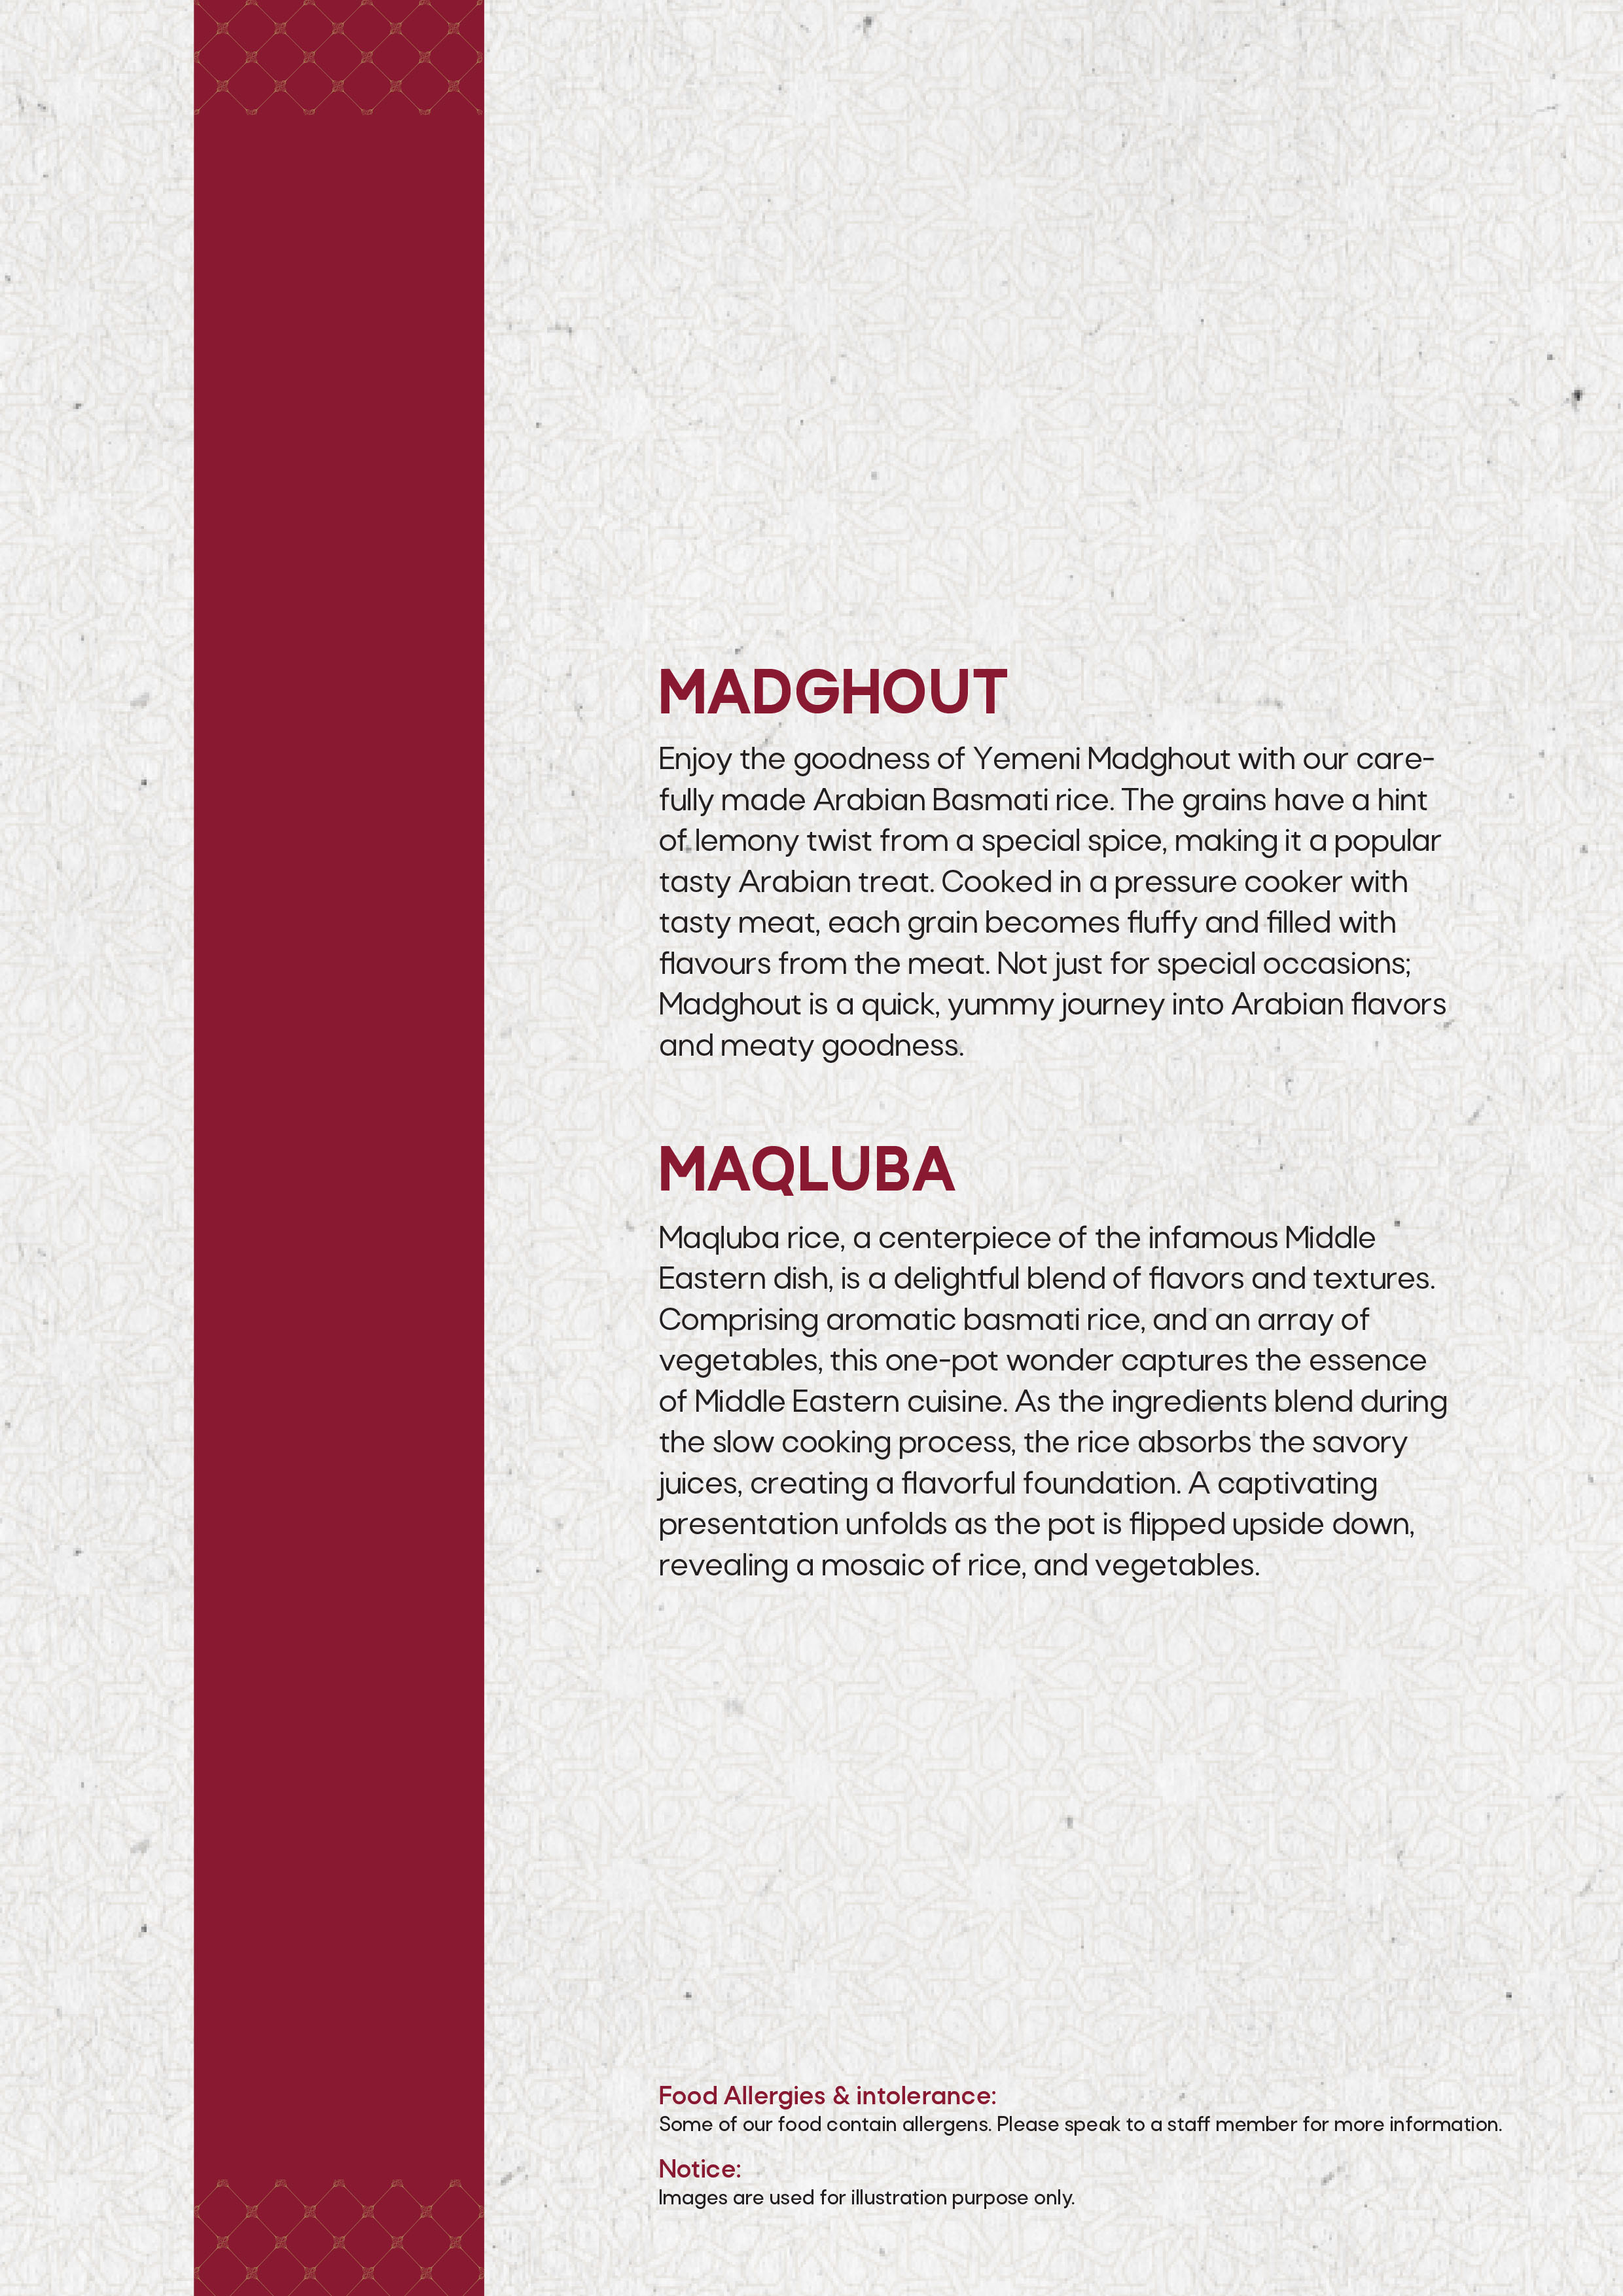 MADGHOUT
Enjoy the goodness of Yemeni Madghout with our care-
fully made Arabian Basmati rice. The grains have a hint
of lemony twist from a special spice, making it a popular
tasty Arabian treat. Cooked in a pressure cooker with
tasty meat, each grain becomes fluffy and filled with
flavours from the meat. Not just for special occasions;
Madghout is a quick, yummy journey into Arabian flavors
and meaty goodness.
MAQLUBA
Maqluba rice, a centerpiece of the infamous Middle
Eastern dish, is a delightful blend of flavors and textures.
Comprising aromatic basmati rice, and an array of
vegetables, this one-pot wonder captures the essence
of Middle Eastern cuisine. As the ingredients blend during
the slow cooking process, the rice absorbs the savory
juices, creating a flavorful foundation. A captivating
presentation unfolds as the pot is flipped upside down,
revealing a mosaic of rice, and vegetables.
Food Allergies & intolerance:
Some of our food contain allergens. Please speak to a staff member for more information.
Notice:
Images are used for illustration purpose only.